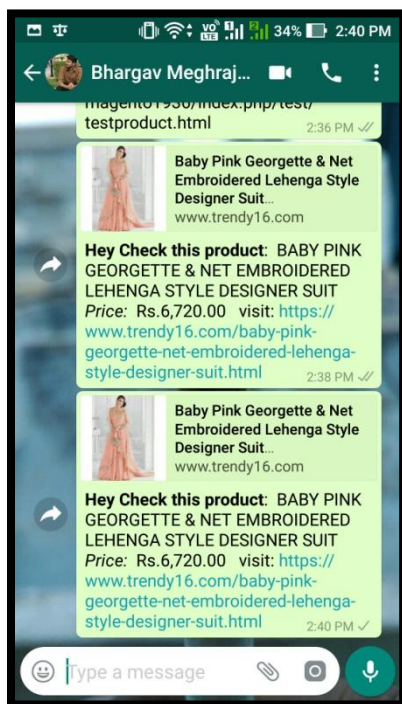 VO LTE 1 2 34% 2:40 PM
Bhargav Meghraj...
magento1930/index.php/test/
testproduct.html 2:36 PM
Baby Pink Georgette & Net
Embroidered Lehenga Style
Designer Suit...
www.trendy16.com
Hey Check this product: BABY PINK
GEORGETTE & NET EMBROIDERED
LEHENGA STYLE DESIGNER SUIT
Price: Rs.6,720.00 visit: https://
www.trendy16.com/baby-pink-
georgette-net-embroidered-lehenga-
style-designer-suit.html 2:38 PM
Baby Pink Georgette & Net
Embroidered Lehenga Style
Designer Suit...
www.trendy16.com
Hey Check this product: BABY PINK
GEORGETTE & NET EMBROIDERED
LEHENGA STYLE DESIGNER SUIT
Price: Rs.6,720.00 visit: https://
www.trendy16.com/baby-pink-
georgette-net-embroidered-lehenga-
style-designer-suit.html 2:40 PM
Type a message